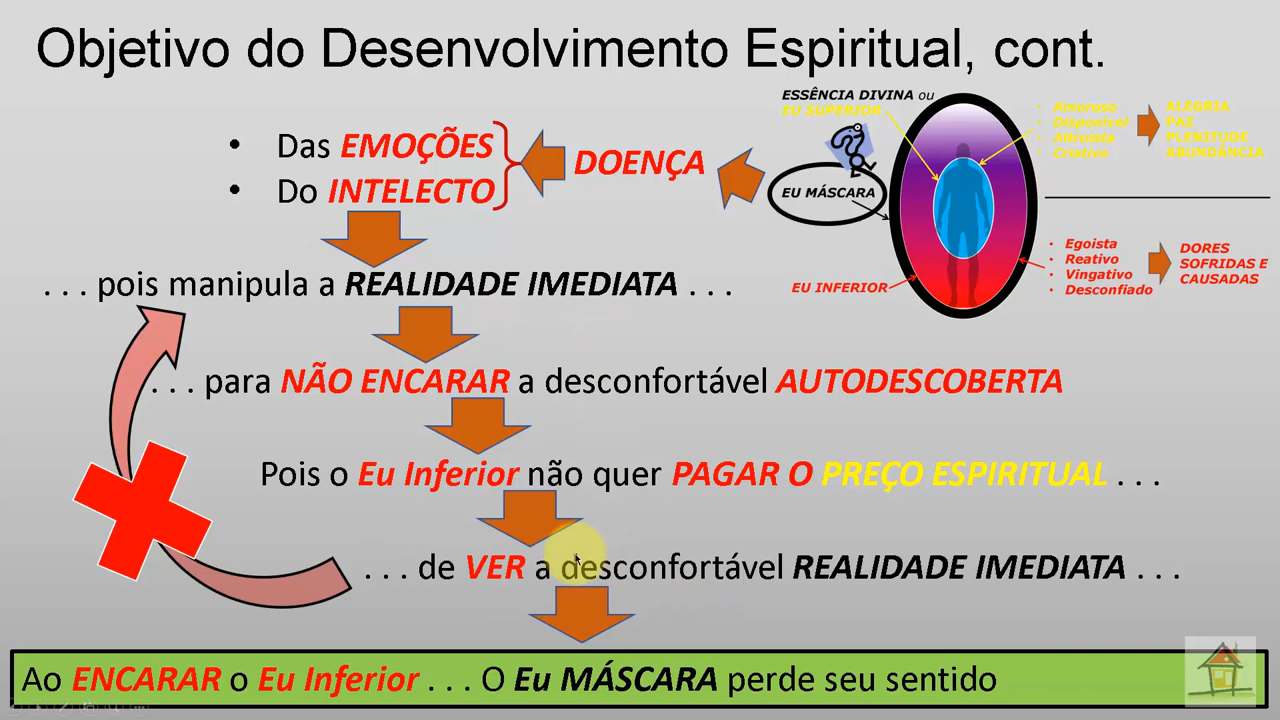 Objetivo do Desenvolvimento Espiritual, cont.
• Das EMOÇÕES
• Do INTELECTO
DOENÇA
ESSÊNCIA DIVINA ou
EU SUPERIOR
EU MÁSCARA
EU INFERIOR
• Amoroso
• Disponível
• Altruísta
• Criativo
ALEGRIA
PAZ
PLENITUDE
ABUNDÂNCIA
• Egoista
• Reativo
• Vingativo
• Desconfiado
DORES
SOFRIDAS E
CAUSADAS
. . . pois manipula a REALIDADE IMEDIATA . . .
. . . para NÃO ENCARAR a desconfortável AUTODESCOBERTA
Pois o Eu Inferior não quer PAGAR O PREÇO ESPIRITUAL . . .
. . . de VER a desconfortável REALIDADE IMEDIATA . . .
Ao ENCARAR o Eu Inferior . . . O Eu MÁSCARA perde seu sentido